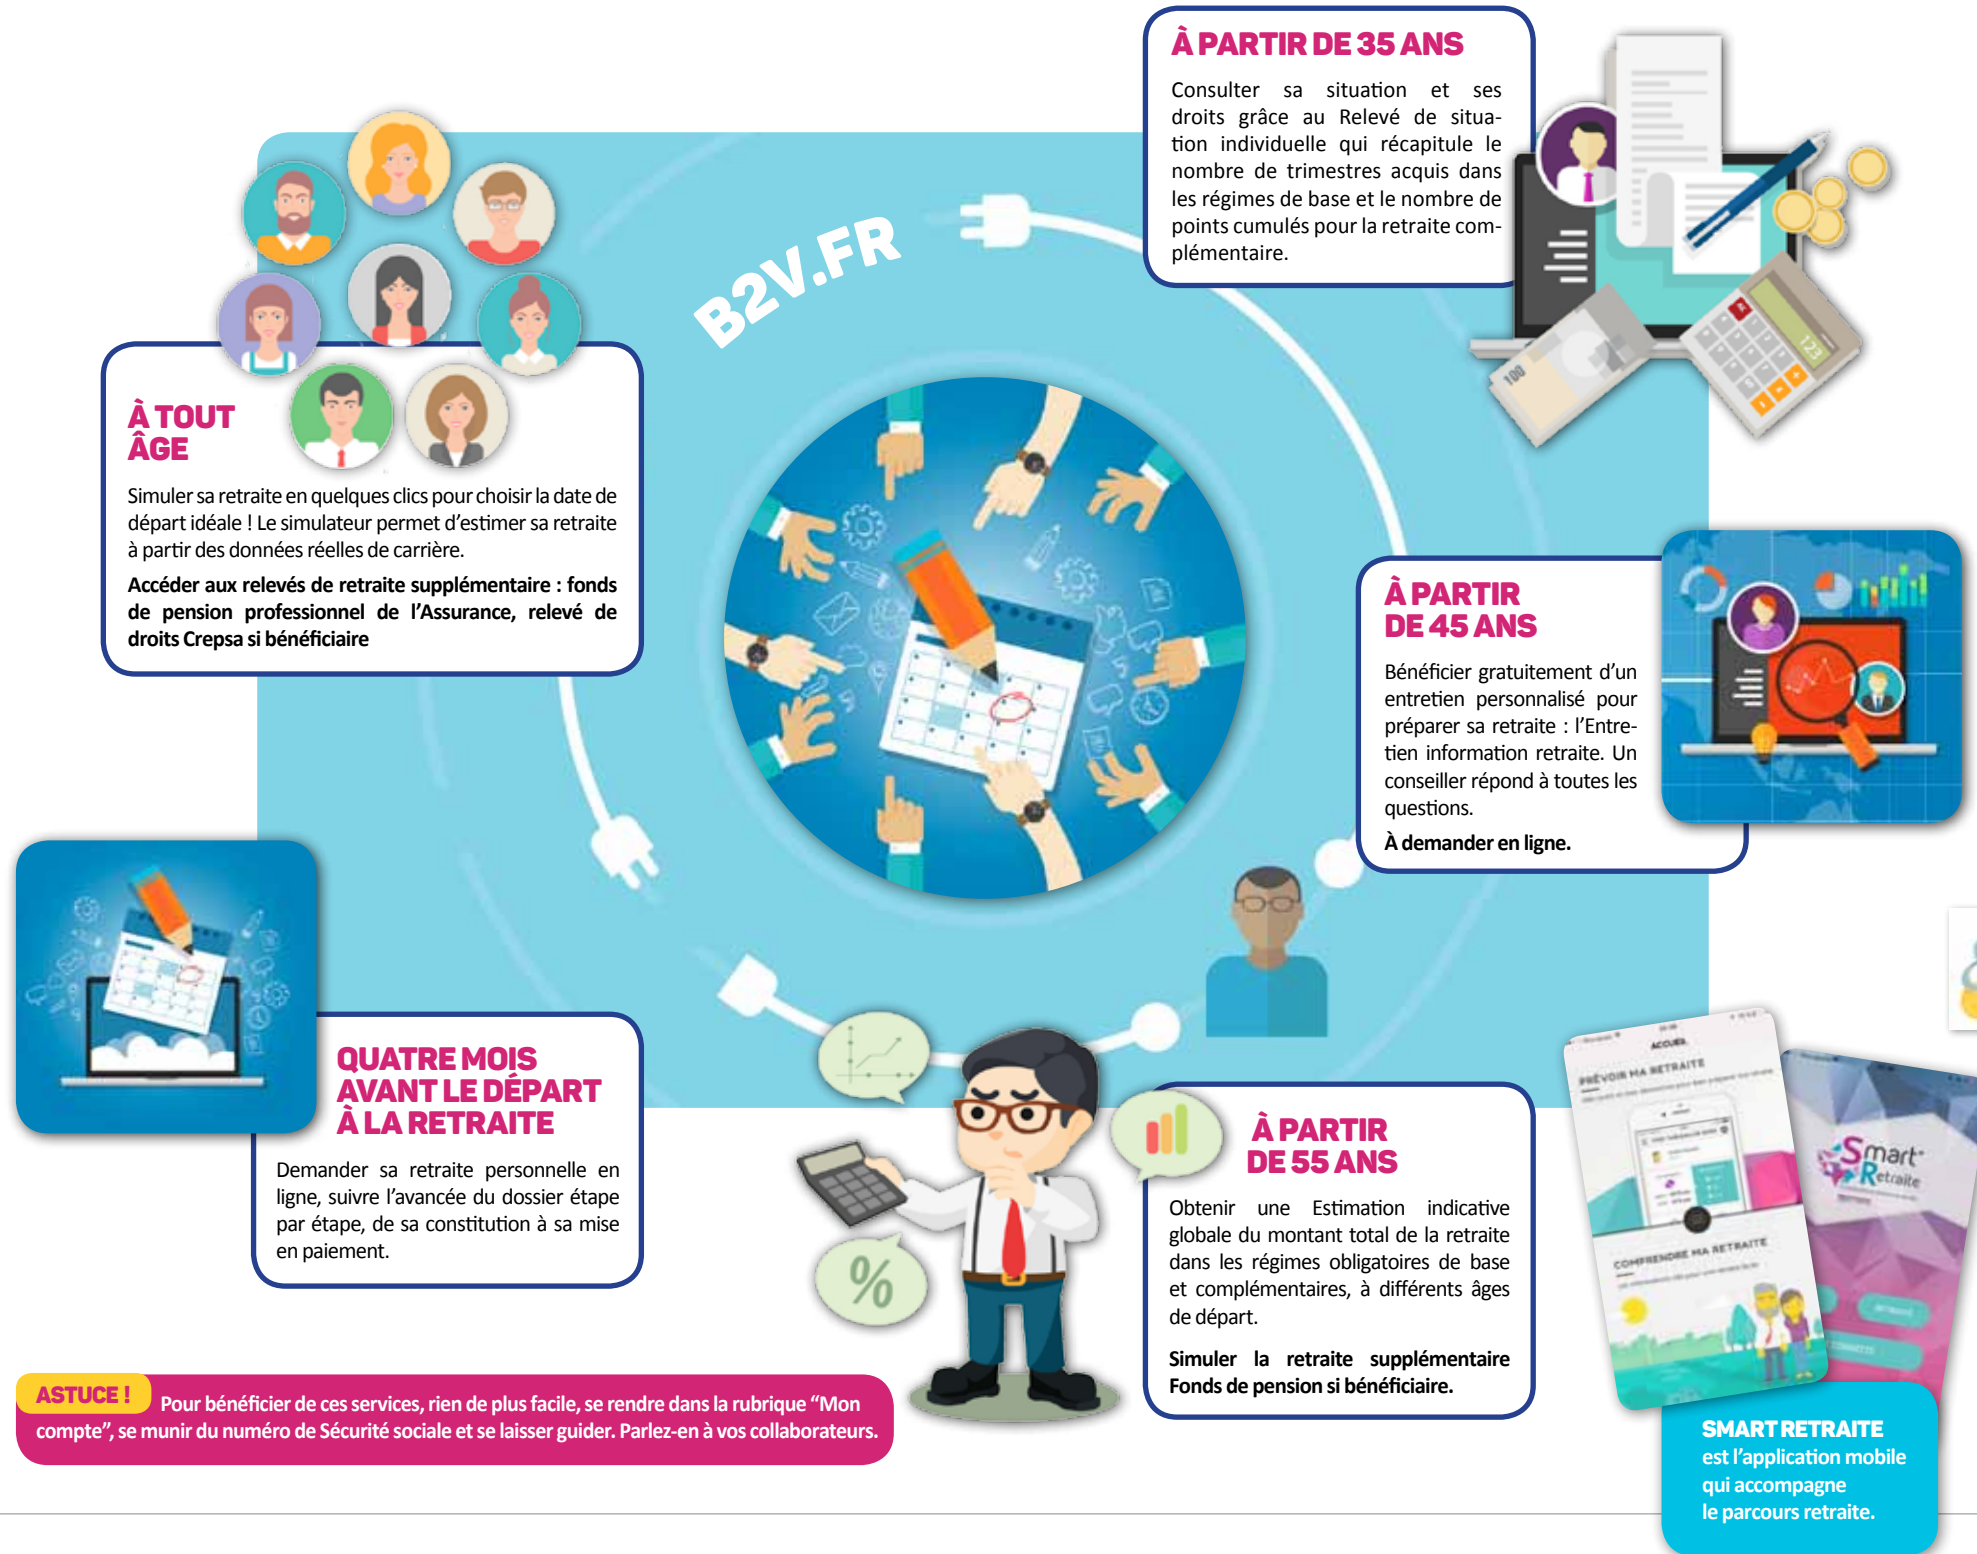 B2V.FR
À TOUT
ÂGE
Simuler sa retraite en quelques clics pour choisir la date de
départ idéale ! Le simulateur permet d'estimer sa retraite
à partir des données réelles de carrière.
Accéder aux relevés de retraite supplémentaire : fonds
de pension professionnel de l'Assurance, relevé de
droits Crepsa si bénéficiaire
À PARTIR DE 35 ANS
Consulter sa situation et ses
droits grâce au Relevé de situa-
tion individuelle qui récapitule le
nombre de trimestres acquis dans
les régimes de base et le nombre de
points cumulés pour la retraite com-
plémentaire.
100
123
À PARTIR
DE 45 ANS
Bénéficier gratuitement d'un
entretien personnalisé pour
préparer sa retraite : l'Entre-
tien information retraite. Un
conseiller répond à toutes les
questions.
À demander en ligne.
À PARTIR
DE 55 ANS
Obtenir une Estimation indicative
globale du montant total de la retraite
dans les régimes obligatoires de base
et complémentaires, à différents âges
de départ.
Simuler la retraite supplémentaire
Fonds de pension si bénéficiaire.
%
QUATRE MOIS
AVANT LE DÉPART
À LA RETRAITE
Demander sa retraite personnelle en
ligne, suivre l'avancée du dossier étape
par étape, de sa constitution à sa mise
en paiement.
ASTUCE !
Pour bénéficier de ces services, rien de plus facile, se rendre dans la rubrique “Mon
compte”, se munir du numéro de Sécurité sociale et se laisser guider. Parlez-en à vos collaborateurs.
ACCUEIL
PRÉVOIR MA RETRAITE
COMPRENDRE MA RETRAITE
Smart
Retraite
SMART RETRAITE
est l'application mobile
qui accompagne
le parcours retraite.